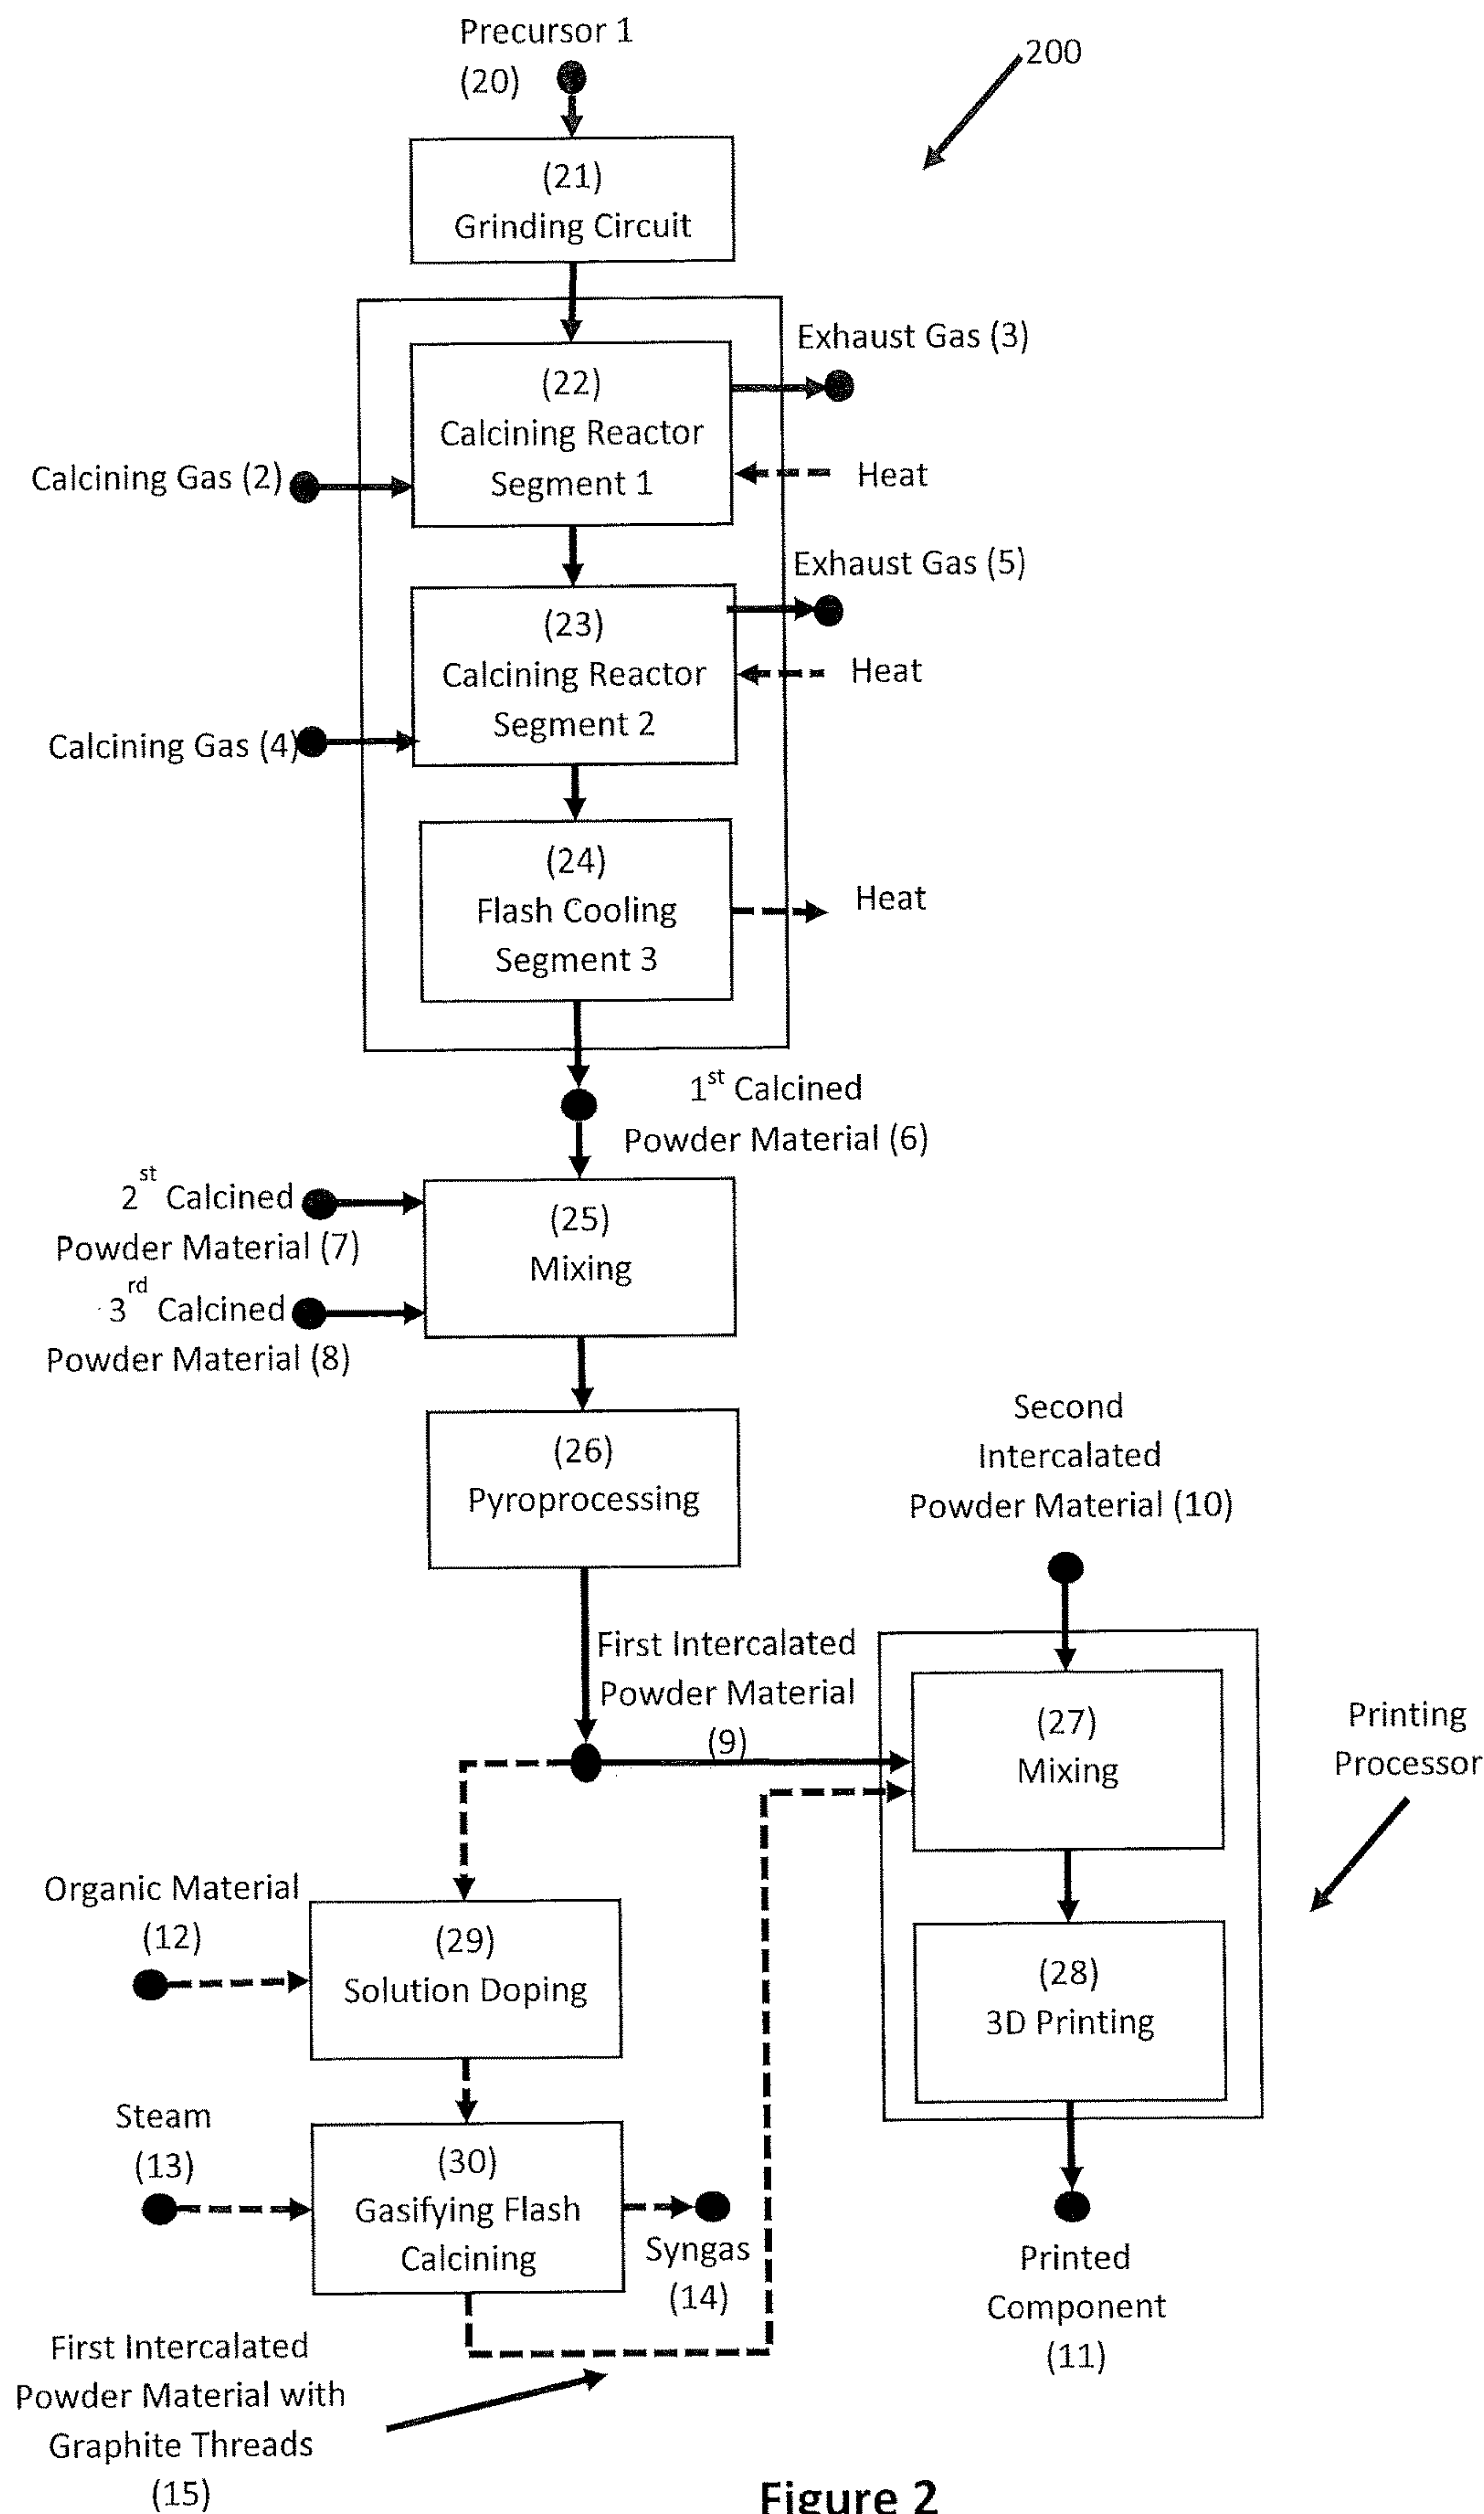 Precursor 1
(20)
200
(21)
Grinding Circuit
Exhaust Gas (3)
(22)
Calcining Reactor
Segment 1
Calcining Gas (2)
Heat
Exhaust Gas (5)
(23)
Calcining Reactor
Segment 2
Heat
Calcining Gas (4)
(24)
Flash Cooling
Segment 3
Heat
1st Calcined
Powder Material (6)
2st Calcined
Powder Material (7)
3rd Calcined
Powder Material (8)
(25)
Mixing
(26)
Pyroprocessing
Second
Intercalated
Powder Material (10)
First Intercalated
Powder Material
(9)
(27)
Mixing
Printing
Processor
Organic Material
(12)
(29)
Solution Doping
(28)
3D Printing
Steam
(13)
(30)
Gasifying Flash
Calcining
Syngas
(14)
Printed
Component
(11)
First Intercalated
Powder Material with
Graphite Threads
(15)
Figure 2